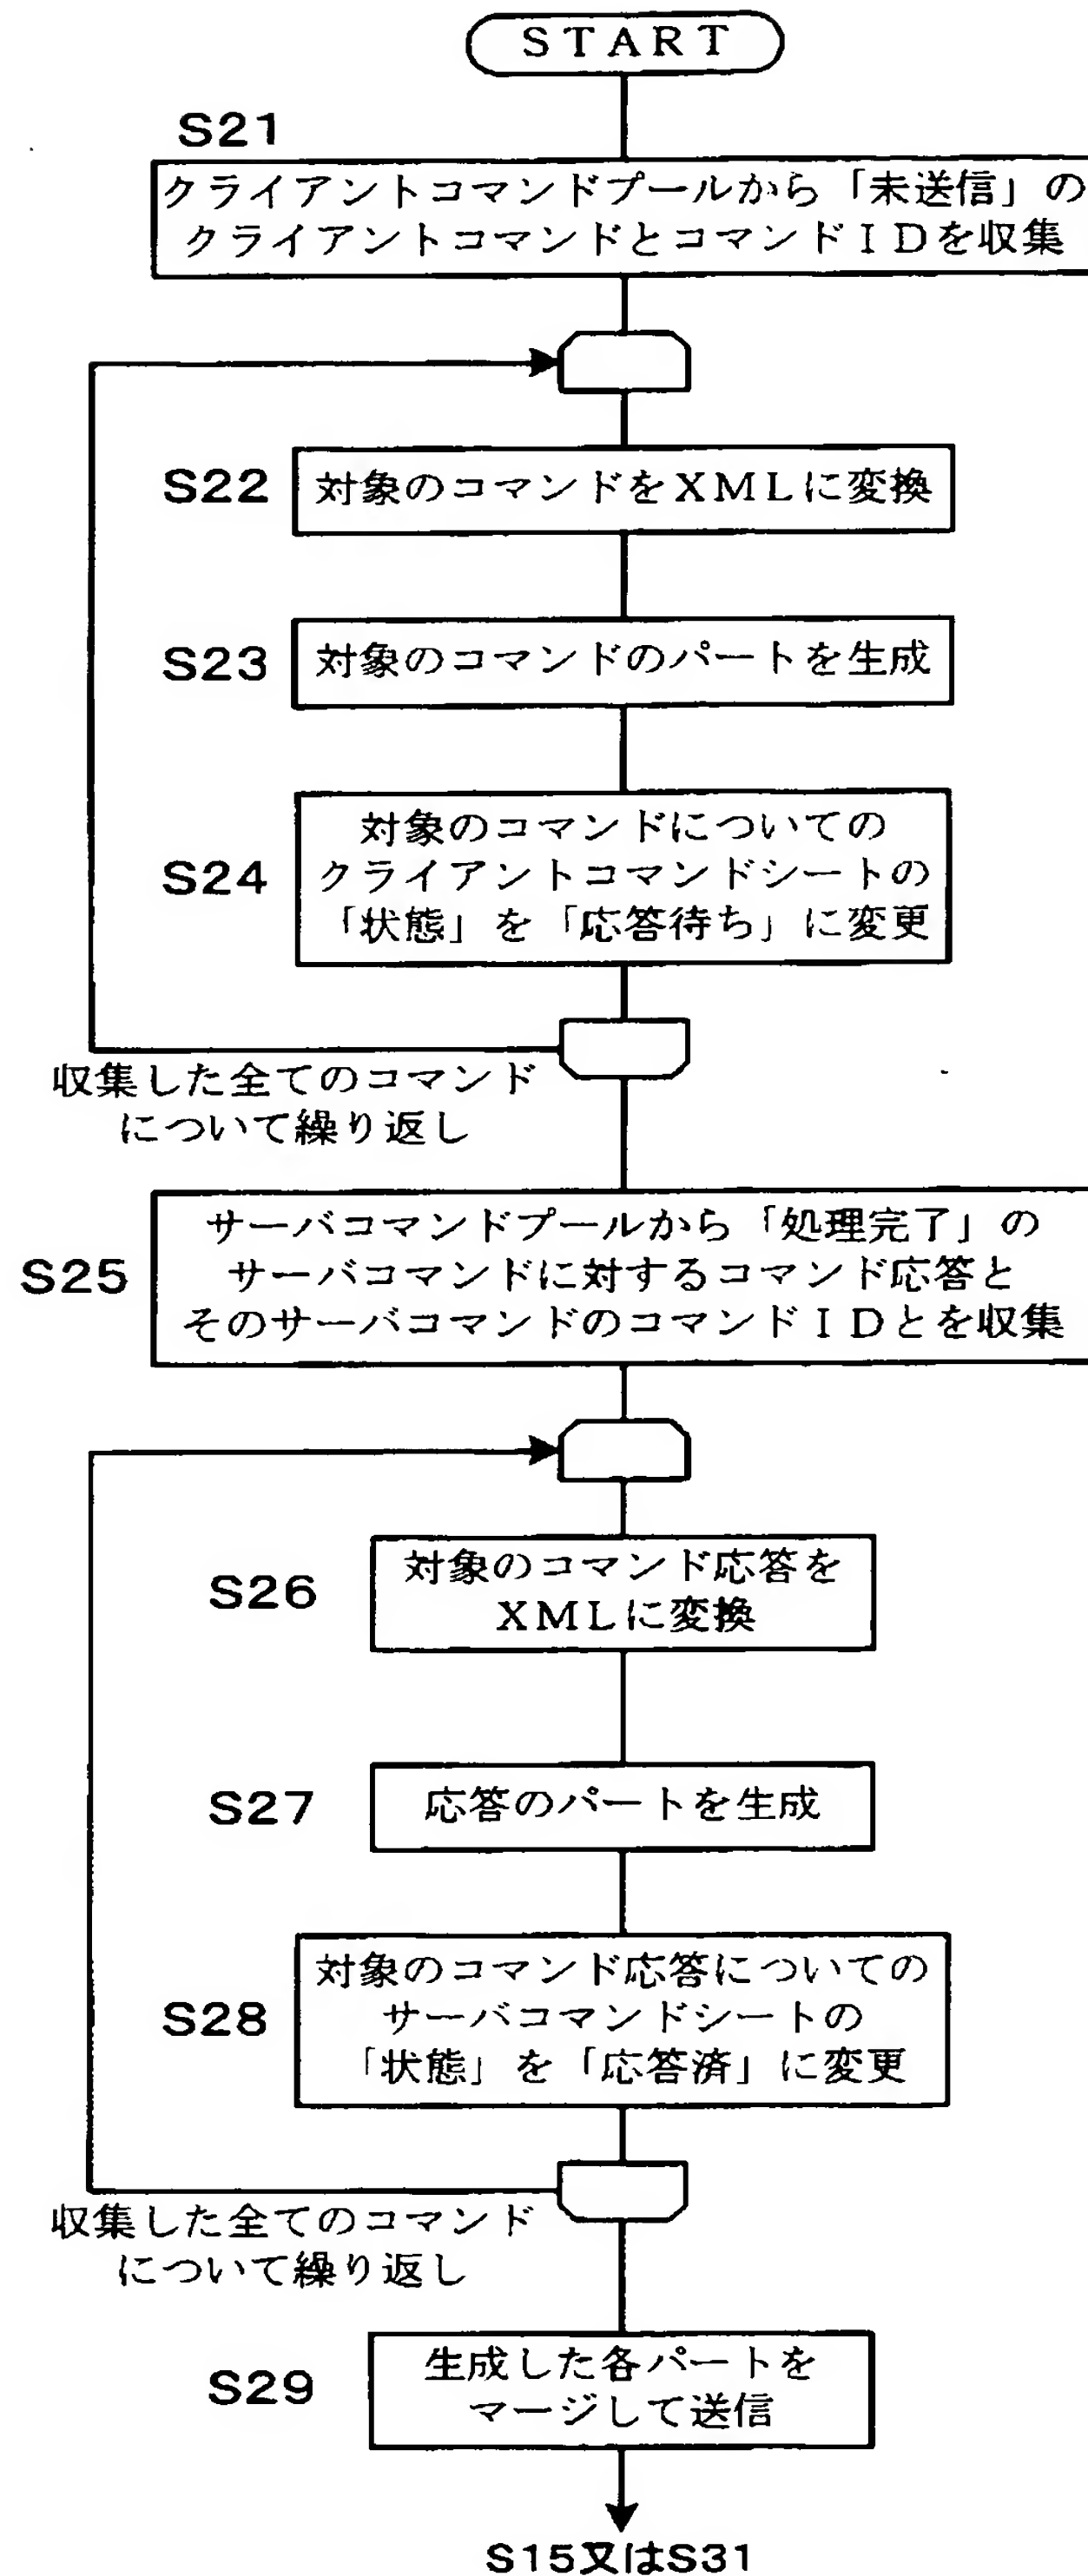 START
S21
クライアントコマンドプールから「未送信」の
クライアントコマンドとコマンドIDを収集
S22
対象のコマンドをXMLに変換
S23
対象のコマンドのパートを生成
S24
対象のコマンドについての
クライアントコマンドシートの
「状態」を「応答待ち」に変更
収集した全てのコマンド
について繰り返し
S25
サーバコマンドプールから「処理完了」の
サーバコマンドに対するコマンド応答と
そのサーバコマンドのコマンドIDとを収集
S26
対象のコマンド応答を
XMLに変換
S27
応答のパートを生成
S28
対象のコマンド応答についての
サーバコマンドシートの
「状態」を「応答済」に変更
収集した全てのコマンド
について繰り返し
S29
生成した各パートを
マージして送信
S15又はS31